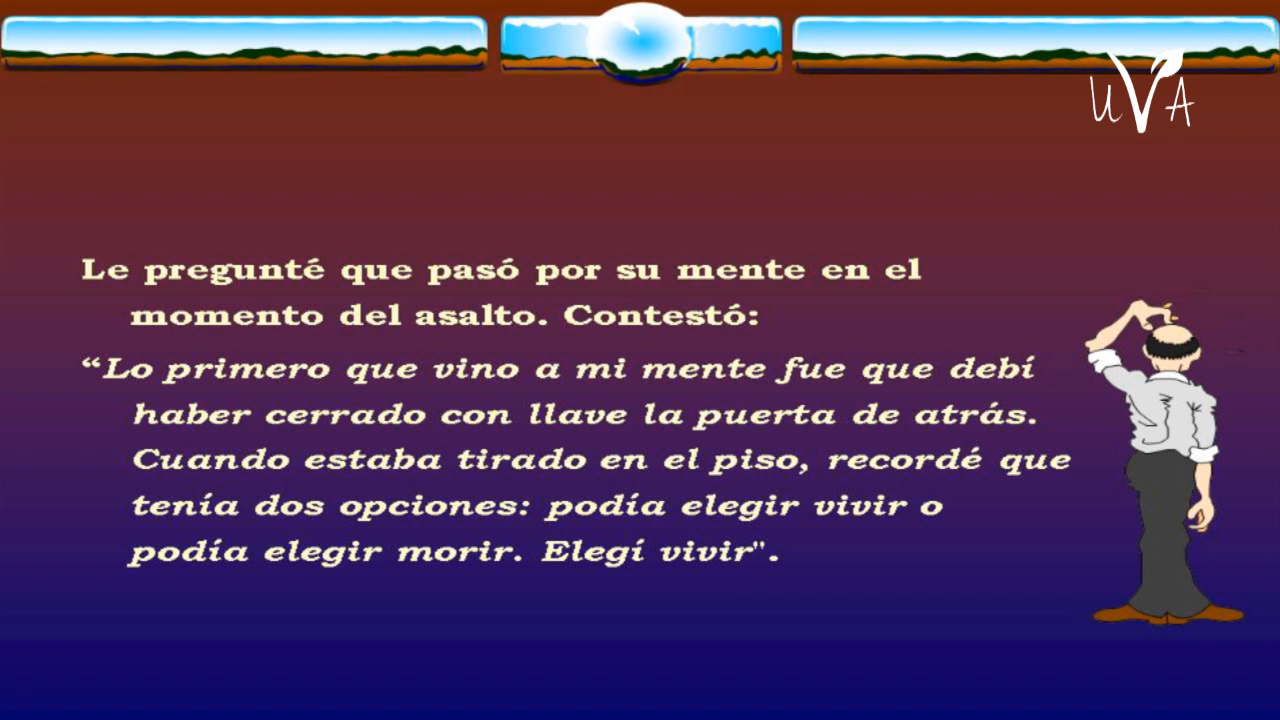 UVA
Le pregunté que pasó por su mente en el
momento del asalto. Contestó:
“Lo primero que vino a mi mente fue que debí
haber cerrado con llave la puerta de atrás.
Cuando estaba tirado en el piso, recordé que
tenía dos opciones: podía elegir vivir o
podía elegir morir. Elegí vivir".